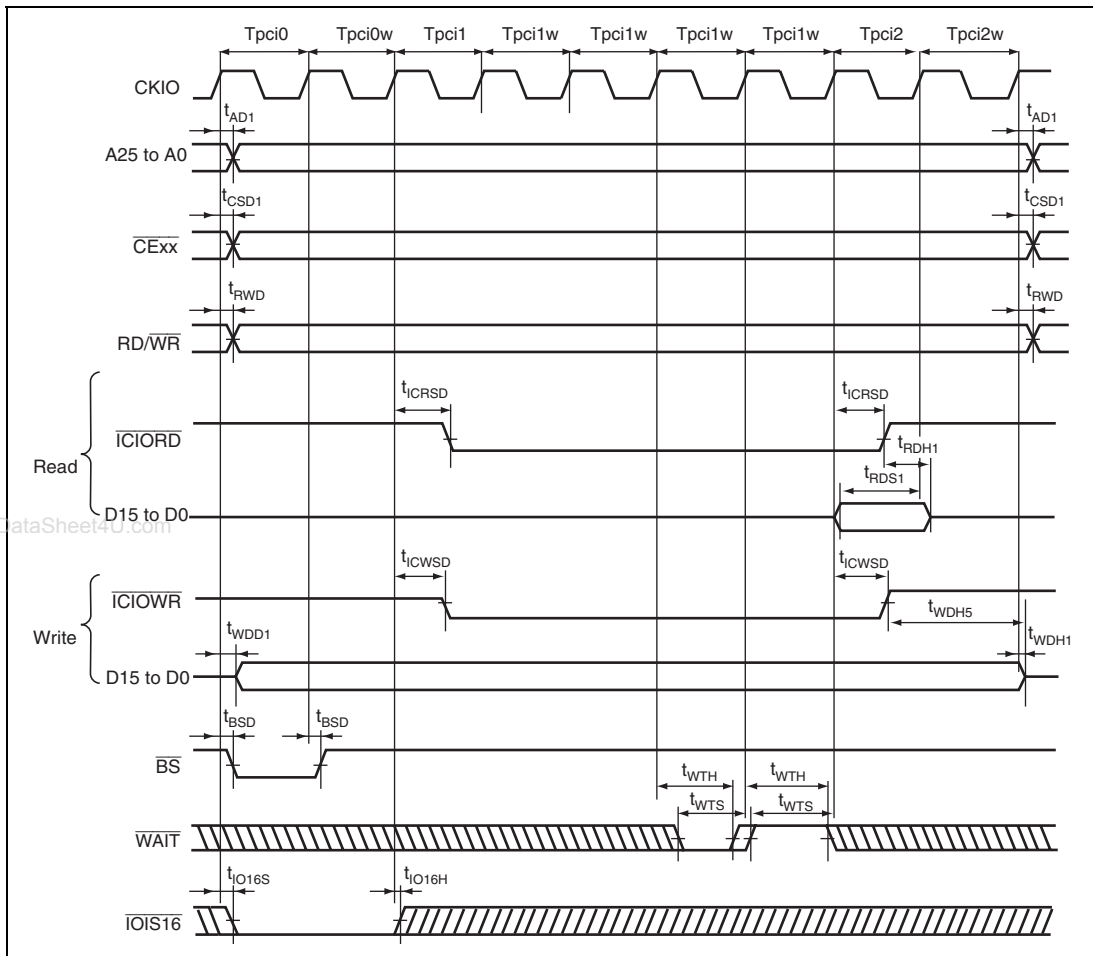 Tpci0 Tpci0w Tpci1 Tpci1w Tpci1w Tpci1w Tpci1w Tpci2 Tpci2w
CKIO
tAD1 tAD1
A25 to A0
tCSD1 tCSD1
CExx
tRWD tRWD
RD/WR
tICRSD tICRSD
ICIORD
tRDH1
Read
tRDS1
D15 to D0
DataSheet4U.com
tICWSD tICWSD
ICIOWR
tWDH5
Write
tWDD1 tWDH1
D15 to D0
tBSD tBSD
BS
tWTH tWTH
tWTS tWTS
WAIT
tIO16S tIO16H
IOIS16